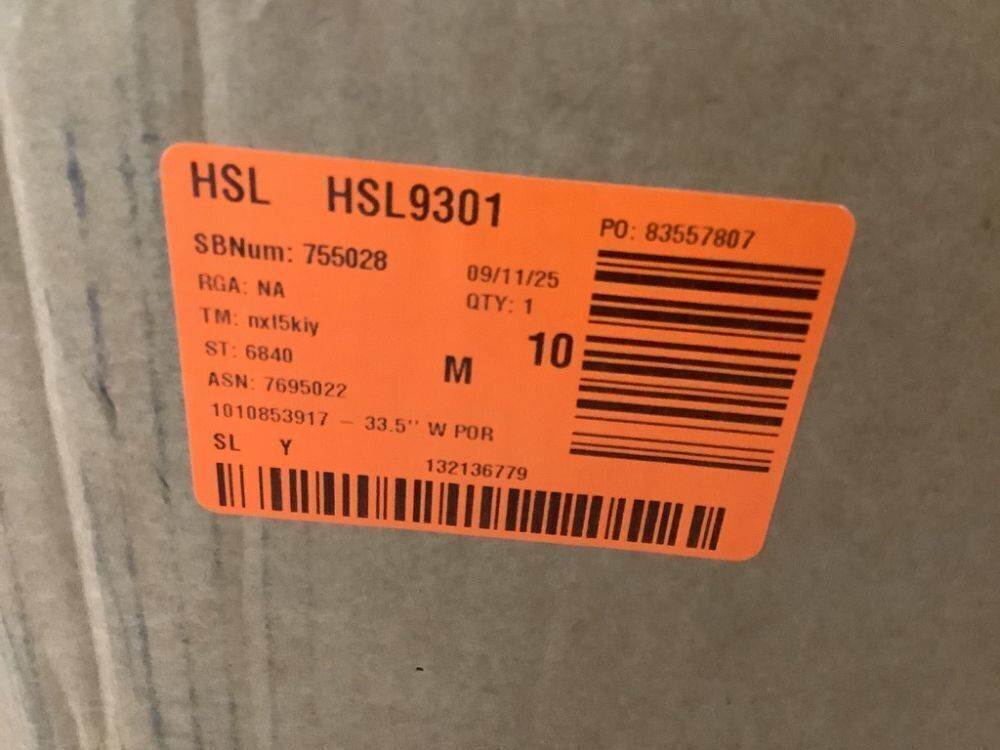 HSL HSL9301
PO: 83557807
SBNum: 755028
09/11/25
RGA: NA
QTY: 1
TM: nxt5kiy
ST: 6840
M
10
ASN: 7695022
1010853917 - 33.5'' W POR
SL Y
132136779